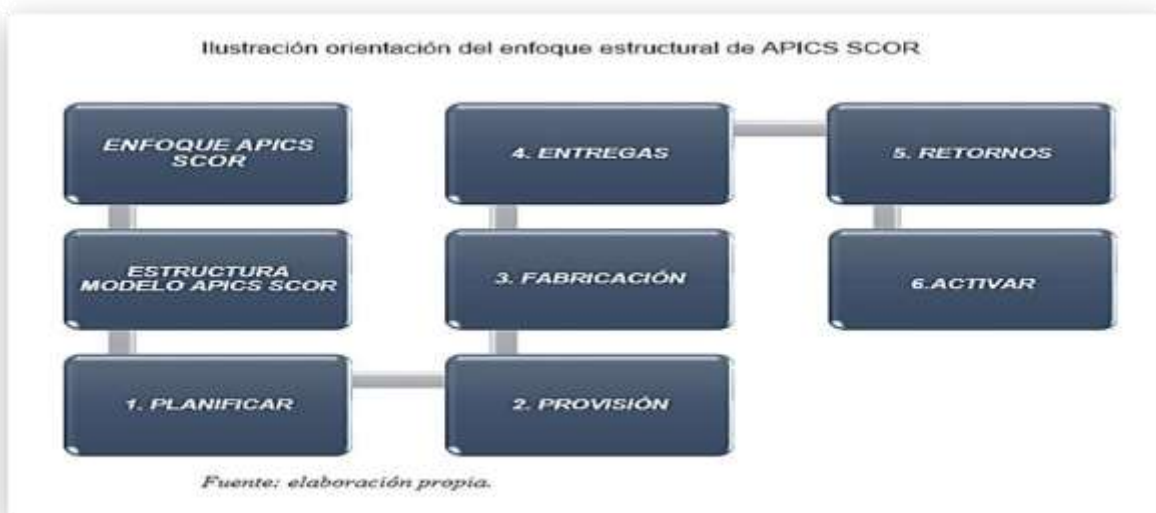 Ilustración orientación del enfoque estructural de APICS SCOR
ENFOQUE APICS
SCOR
ESTRUCTURA
MODELO APICS SCOR
1. PLANIFICAR
2. PROVISIÓN
3. FABRICACIÓN
4. ENTREGAS
5. RETORNOS
6.ACTIVAR
Fuente: elaboración propia.